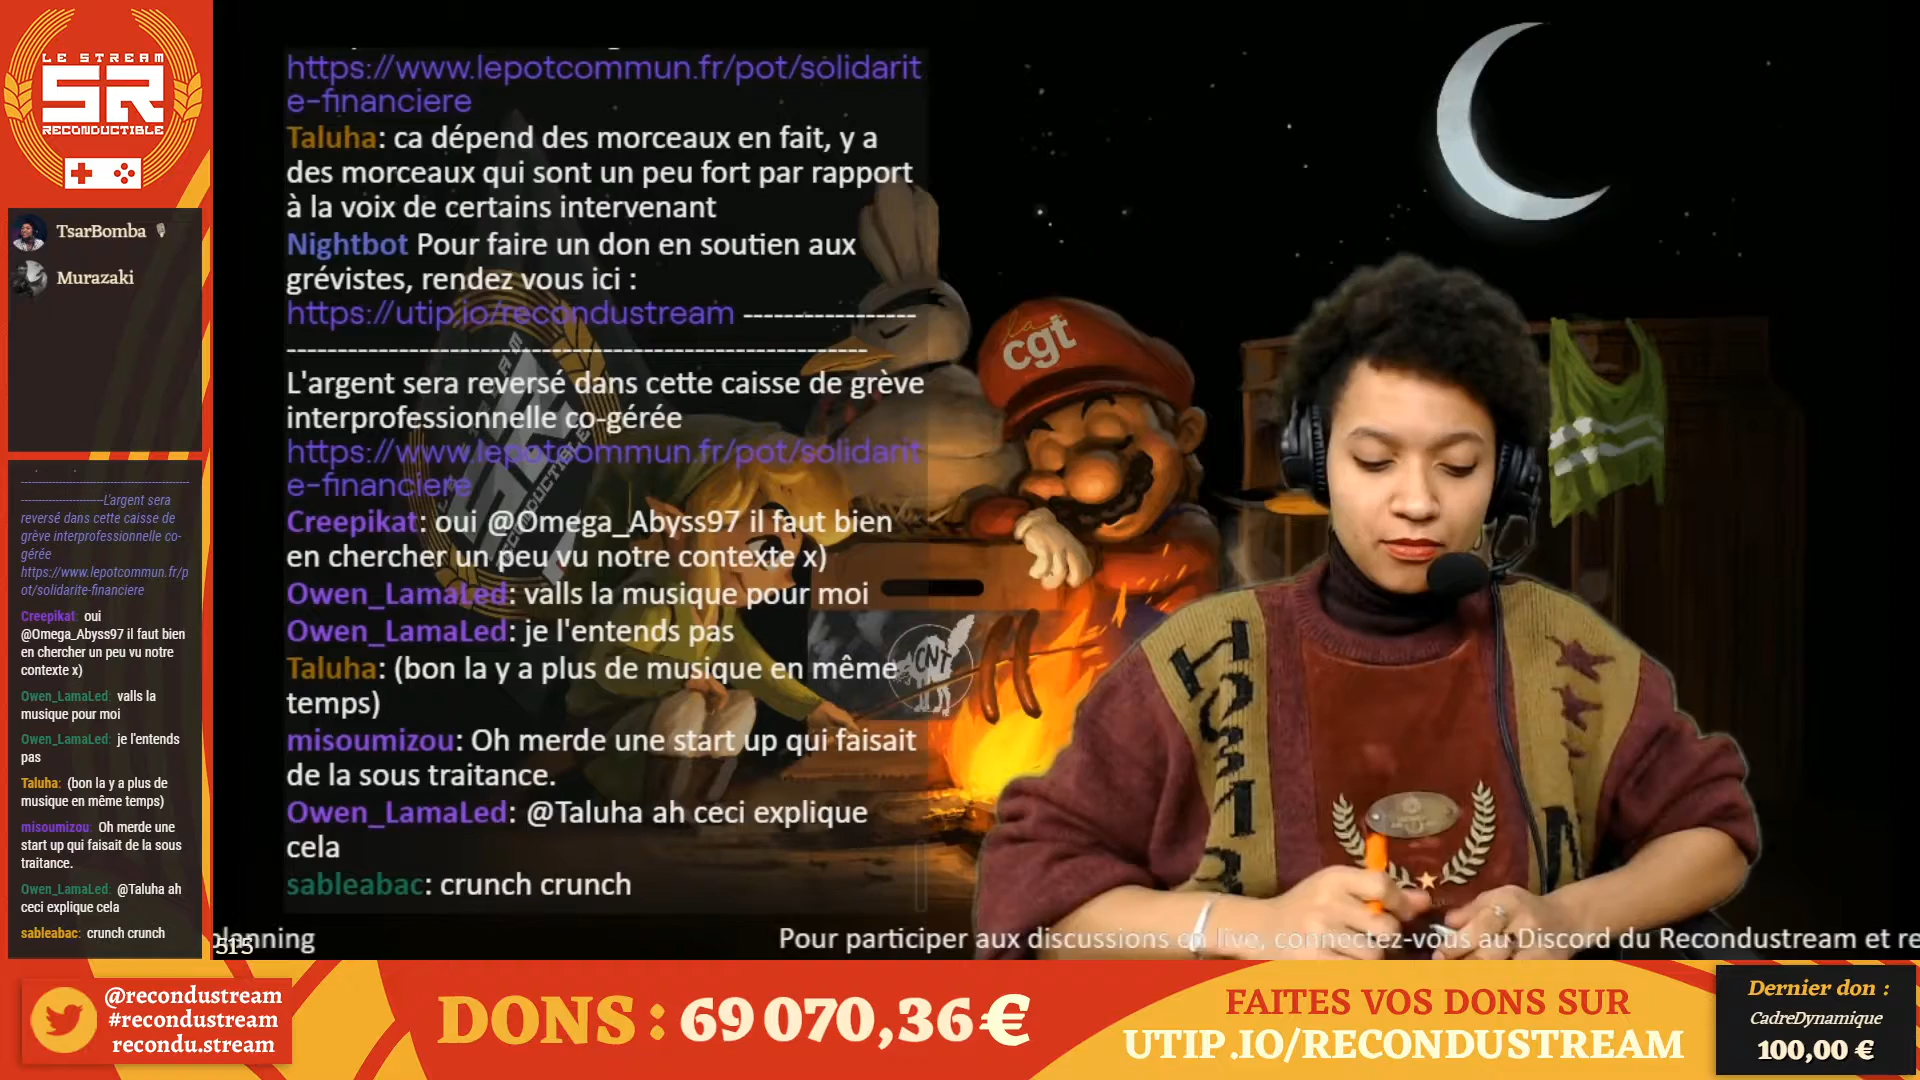 LE STREAM
SR
RECONDUCTIBLE
TsarBomba
Murazaki
-L'argent sera
reversé dans cette caisse de
grève interprofessionnelle co-
gérée
https://www.lepotcommun.fr/p
ot/solidarite-financiere
Creepikat: oui
@Omega_Abyss97 il faut bien
en chercher un peu vu notre
contexte x)
Owen_LamaLed: valls la
musique pour moi
Owen_LamaLed: je l'entends
pas
Taluha: (bon la y a plus de
musique en même temps)
misoumizou: Oh merde une
start up qui faisait de la sous
traitance.
Owen_LamaLed: @Taluha ah
ceci explique cela
sableabac: crunch crunch
https://www.lepotcommun.fr/pot/solidarit
e-financiere
Taluha: ca dépend des morceaux en fait, y a
des morceaux qui sont un peu fort par rapport
à la voix de certains intervenant
Nightbot Pour faire un don en soutien aux
grévistes, rendez vous ici :
https://utip.io/recondustream -----------------
----------------------------------------------------------
L'argent sera reversé dans cette caisse de grève
interprofessionnelle co-gérée
https://www.lepotcommun.fr/pot/solidarit
e-financiere
Creepikat: oui @Omega_Abyss97 il faut bien
en chercher un peu vu notre contexte x)
Owen_LamaLed: valls la musique pour moi
Owen_LamaLed: je l'entends pas
Taluha: (bon la y a plus de musique en même
temps)
misoumizou: Oh merde une start up qui faisait
de la sous traitance.
Owen_LamaLed: @Taluha ah ceci explique
cela
sableabac: crunch crunch
la
cgt
CNT
planning
515
Pour participer aux discussions en live, connectez-vous au Discord du Recondustream et re
@recondustream
#recondustream
recondu.stream
DONS : 69 070,36 €
FAITES VOS DONS SUR
UTIP.IO/RECONDUSTREAM
Dernier don :
CadreDynamique
100,00 €